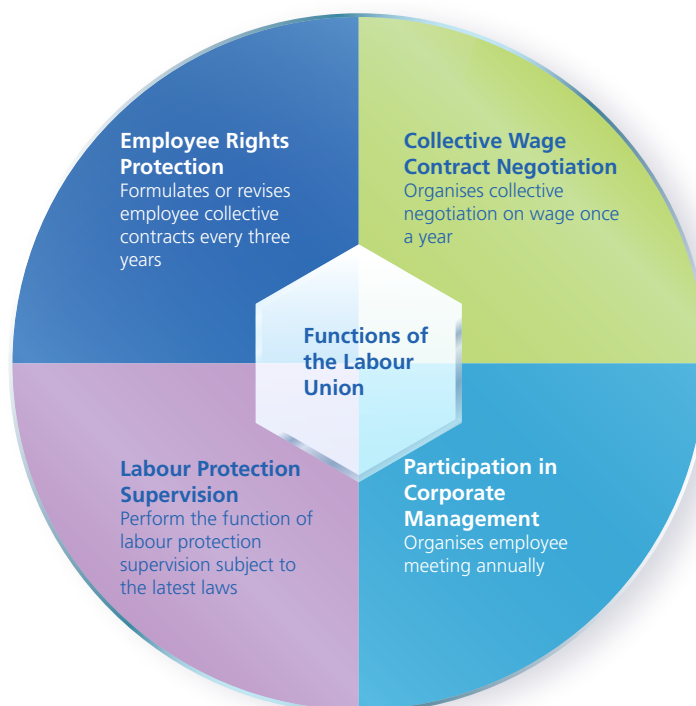 Employee Rights
Protection
Formulates or revises
employee collective
contracts every three
years
Collective Wage
Contract Negotiation
Organises collective
negotiation on wage once
a year
Functions of
the Labour
Union
Labour Protection
Supervision
Perform the function of
labour protection
supervision subject to
the latest laws
Participation in
Corporate
Management
Organises employee
meeting annually